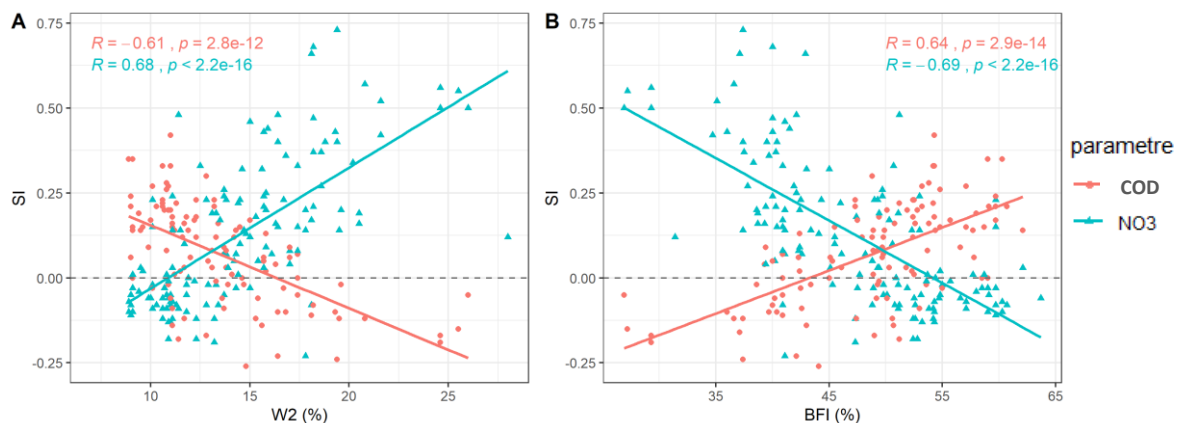 A
R = −0.61 , p = 2.8e-12
R = 0.68 , p < 2.2e-16
0.75
0.50
0.25
0.00
-0.25
SI
10 15 20 25
W2 (%)
B
R = 0.64 , p = 2.9e-14
R = −0.69 , p < 2.2e-16
0.75
0.50
0.25
0.00
-0.25
SI
35 45 55 65
BFI (%)
parametre
COD
NO3